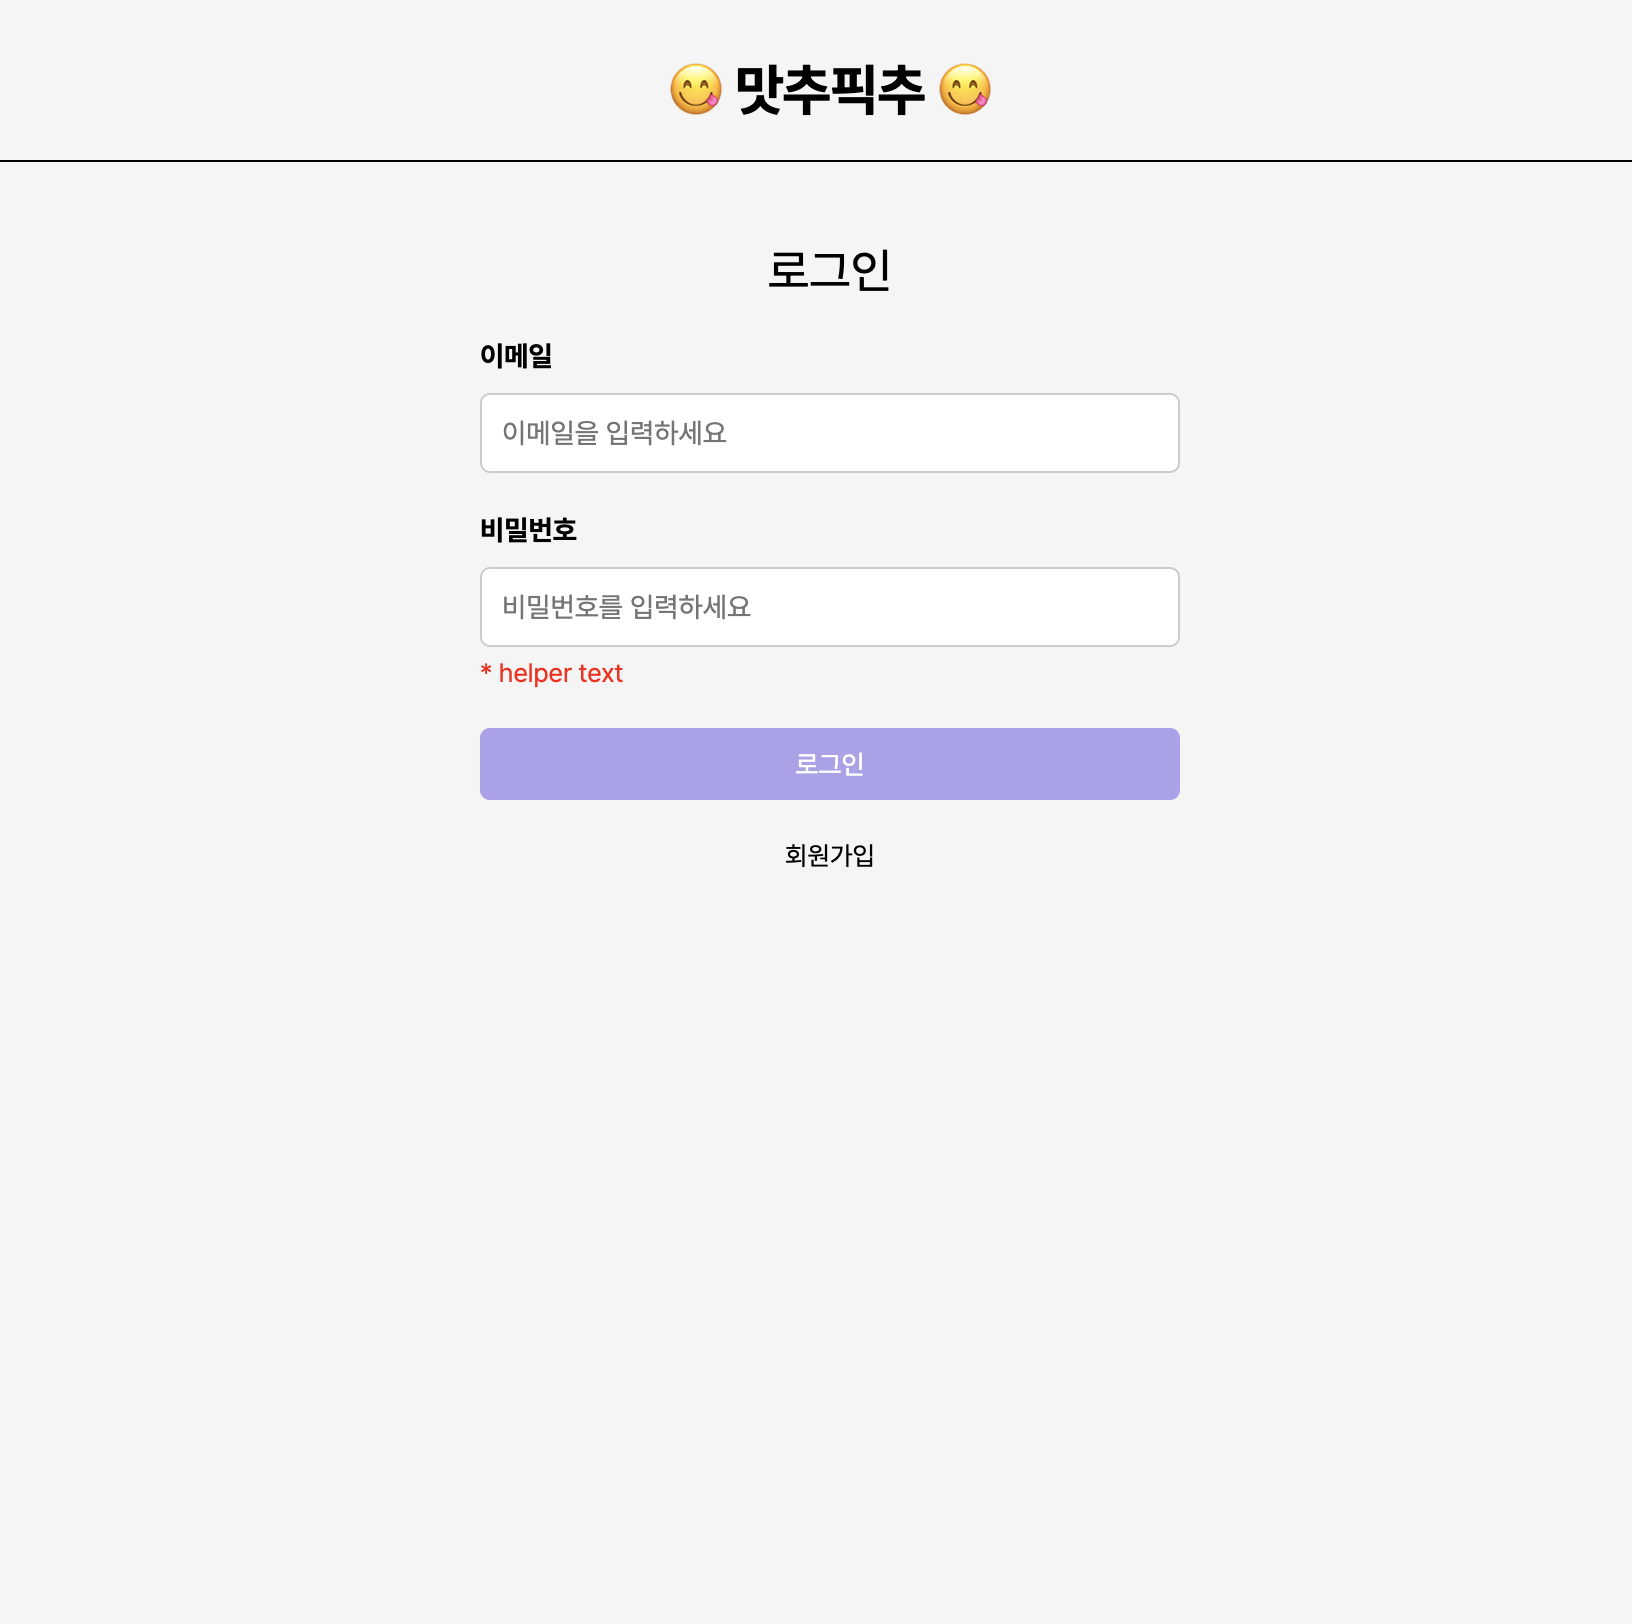 😋 맛추픽추 😋
로그인
이메일
이메일을 입력하세요
비밀번호
비밀번호를 입력하세요
* helper text
로그인
회원가입